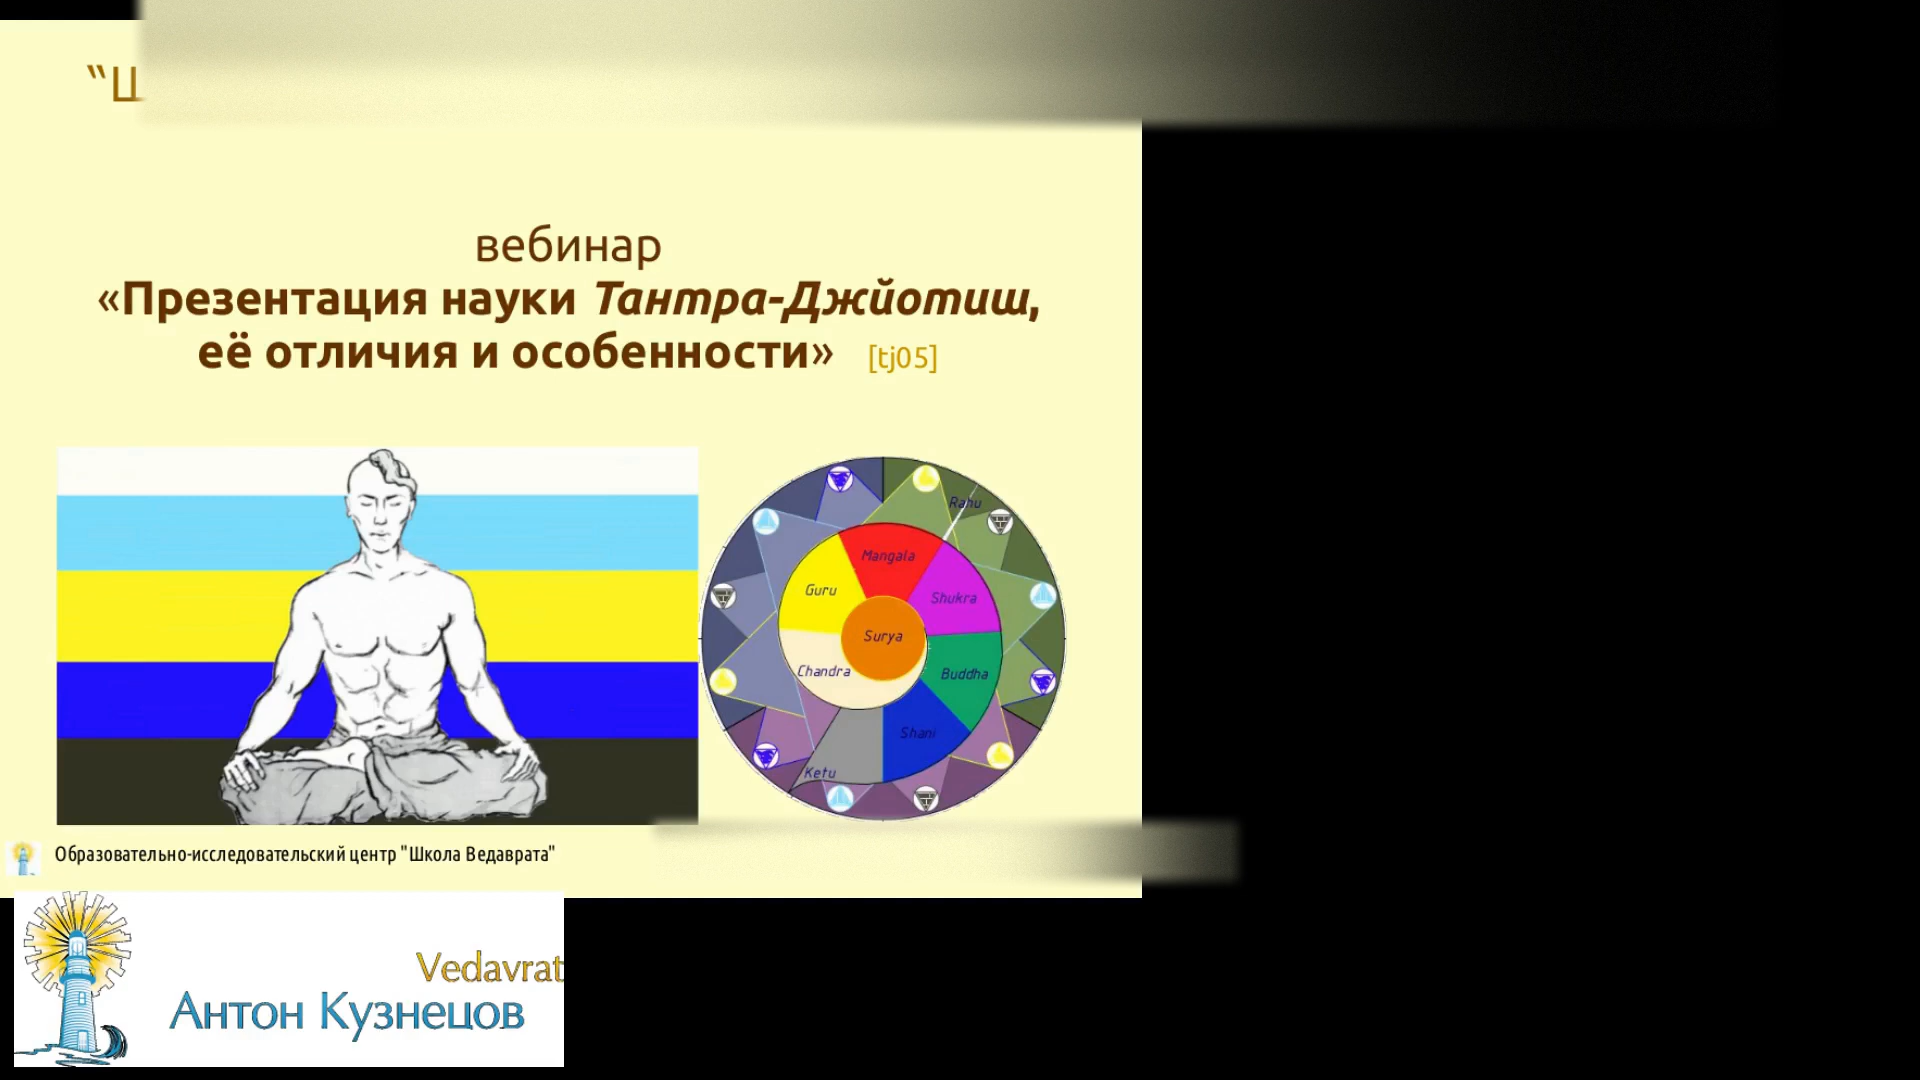 “Ш
вебинар
«Презентация науки Тантра-Джйотиш,
её отличия и особенности» [tj05]
Rahu
Mangala
Guru
Shukra
Surya
Chandra
Buddha
Shani
Ketu
Образовательно-исследовательский центр "Школа Ведаврата"
Vedavrat
Антон Кузнецов